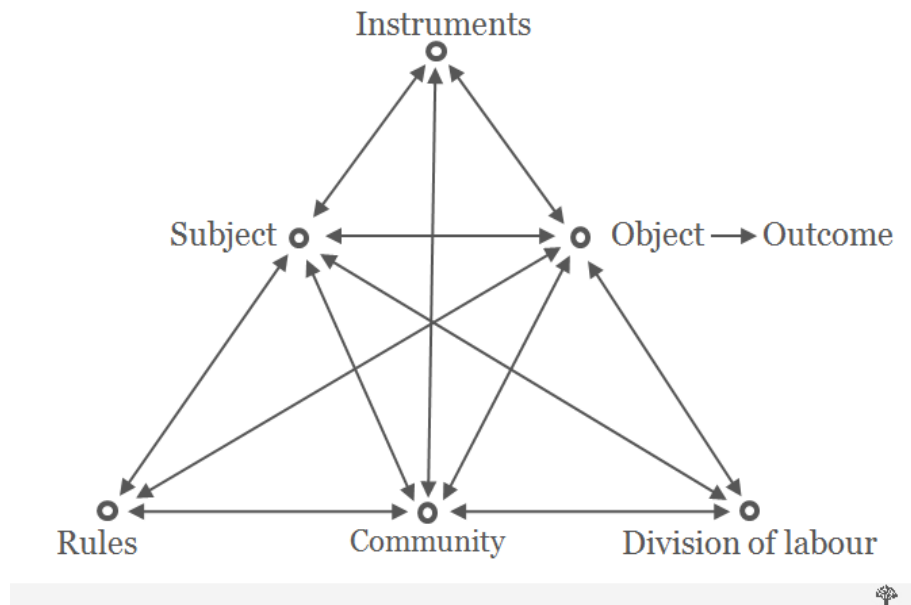 Instruments
Subject
Object
Outcome
Rules
Community
Division of labour